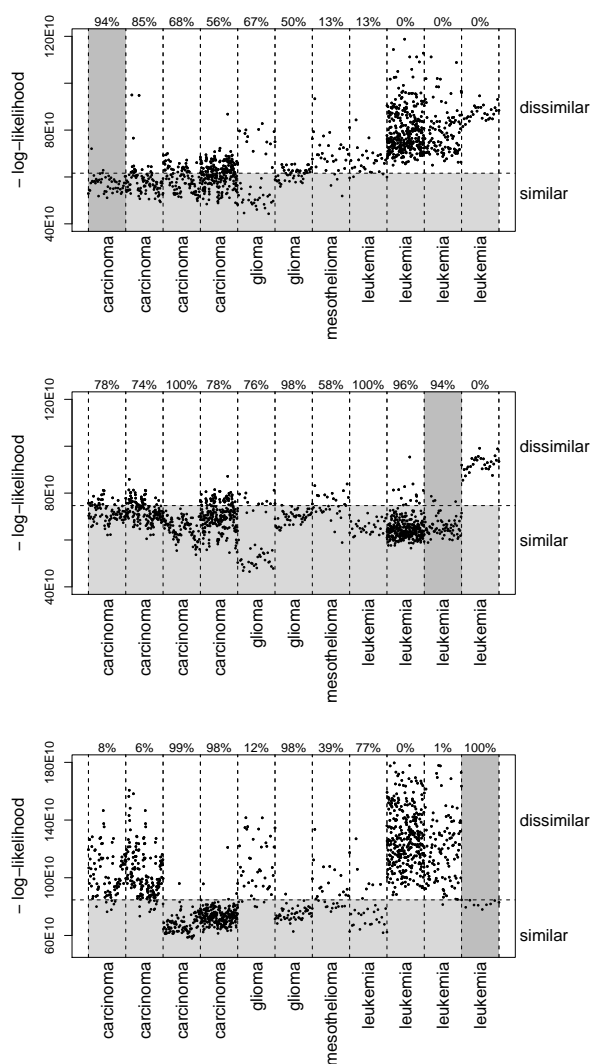 94% 85% 68% 56% 67% 50% 13% 13% 0% 0% 0%
120E10
80E10
40E10
− log−likelihood
dissimilar
similar
carcinoma carcinoma carcinoma carcinoma glioma glioma mesothelioma leukemia leukemia leukemia leukemia
78% 74% 100% 78% 76% 98% 58% 100% 96% 94% 0%
120E10
80E10
40E10
− log−likelihood
dissimilar
similar
carcinoma carcinoma carcinoma carcinoma glioma glioma mesothelioma leukemia leukemia leukemia leukemia
8% 6% 99% 98% 12% 98% 39% 77% 0% 1% 100%
180E10
140E10
100E10
60E10
− log−likelihood
dissimilar
similar
carcinoma carcinoma carcinoma carcinoma glioma glioma mesothelioma leukemia leukemia leukemia leukemia